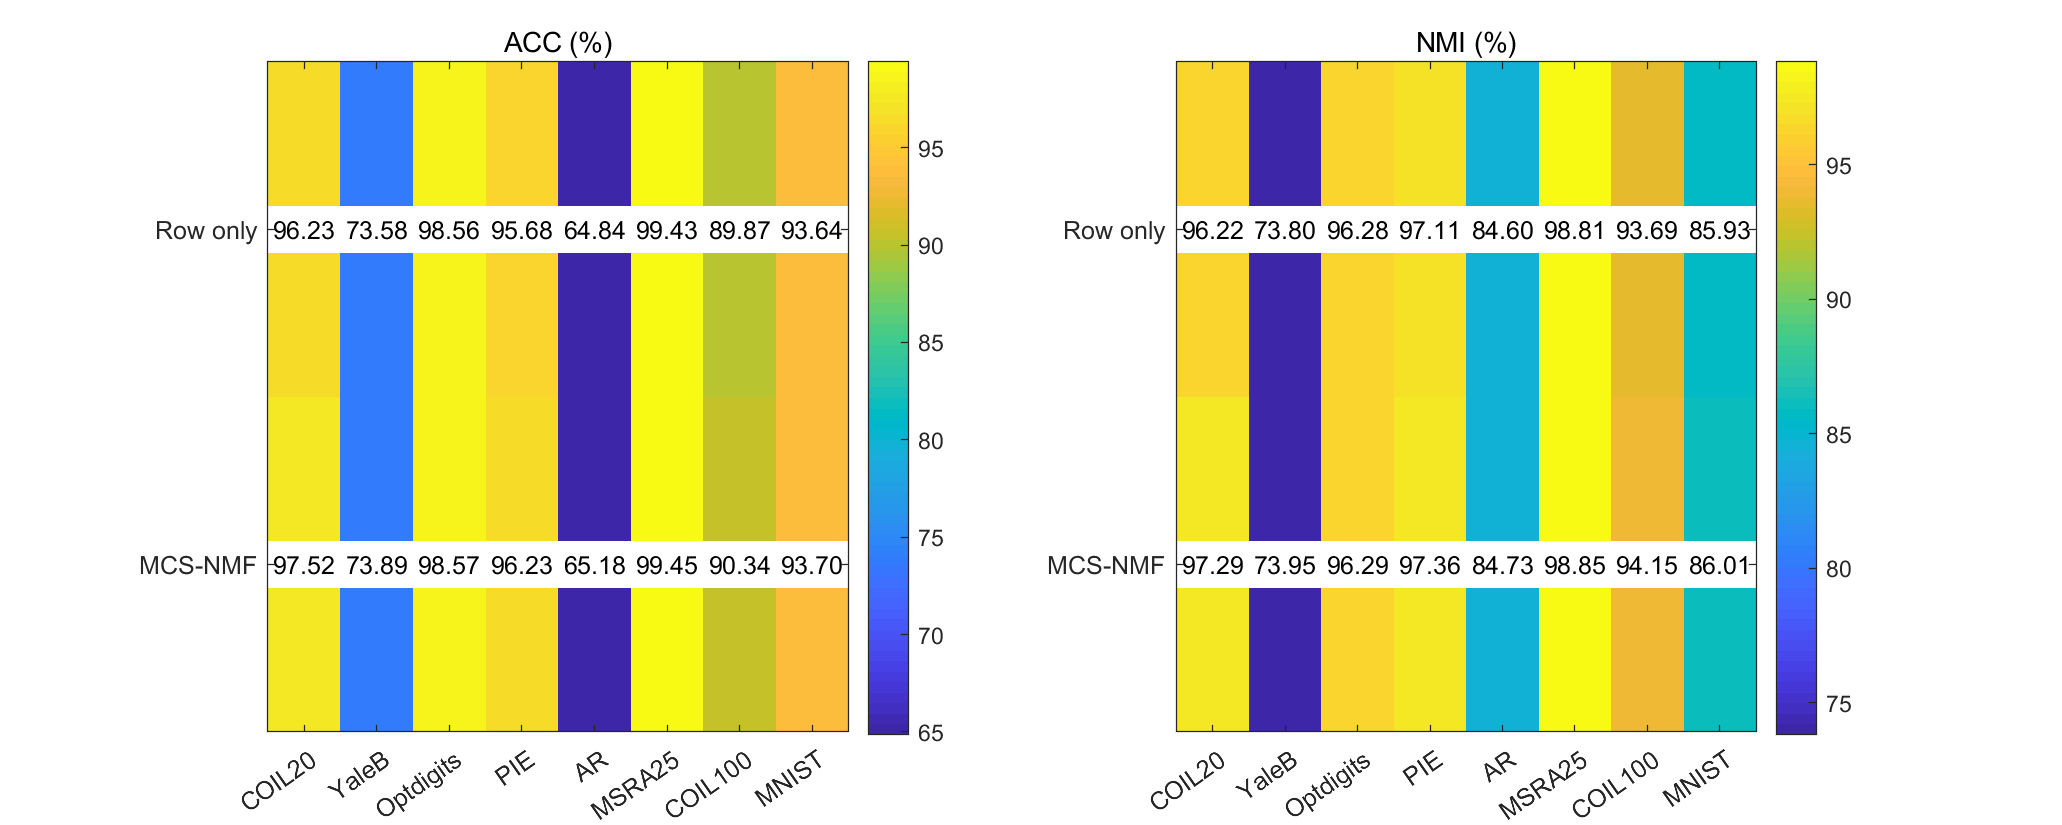 ACC (%)
95
90
85
80
75
70
65
Row only 96.23 73.58 98.56 95.68 64.84 99.43 89.87 93.64
MCS-NMF 97.52 73.89 98.57 96.23 65.18 99.45 90.34 93.70
COIL20 YaleB Optdigits PIE AR MSRA25 COIL100 MNIST
NMI (%)
95
90
85
80
75
Row only 96.22 73.80 96.28 97.11 84.60 98.81 93.69 85.93
MCS-NMF 97.29 73.95 96.29 97.36 84.73 98.85 94.15 86.01
COIL20 YaleB Optdigits PIE AR MSRA25 COIL100 MNIST